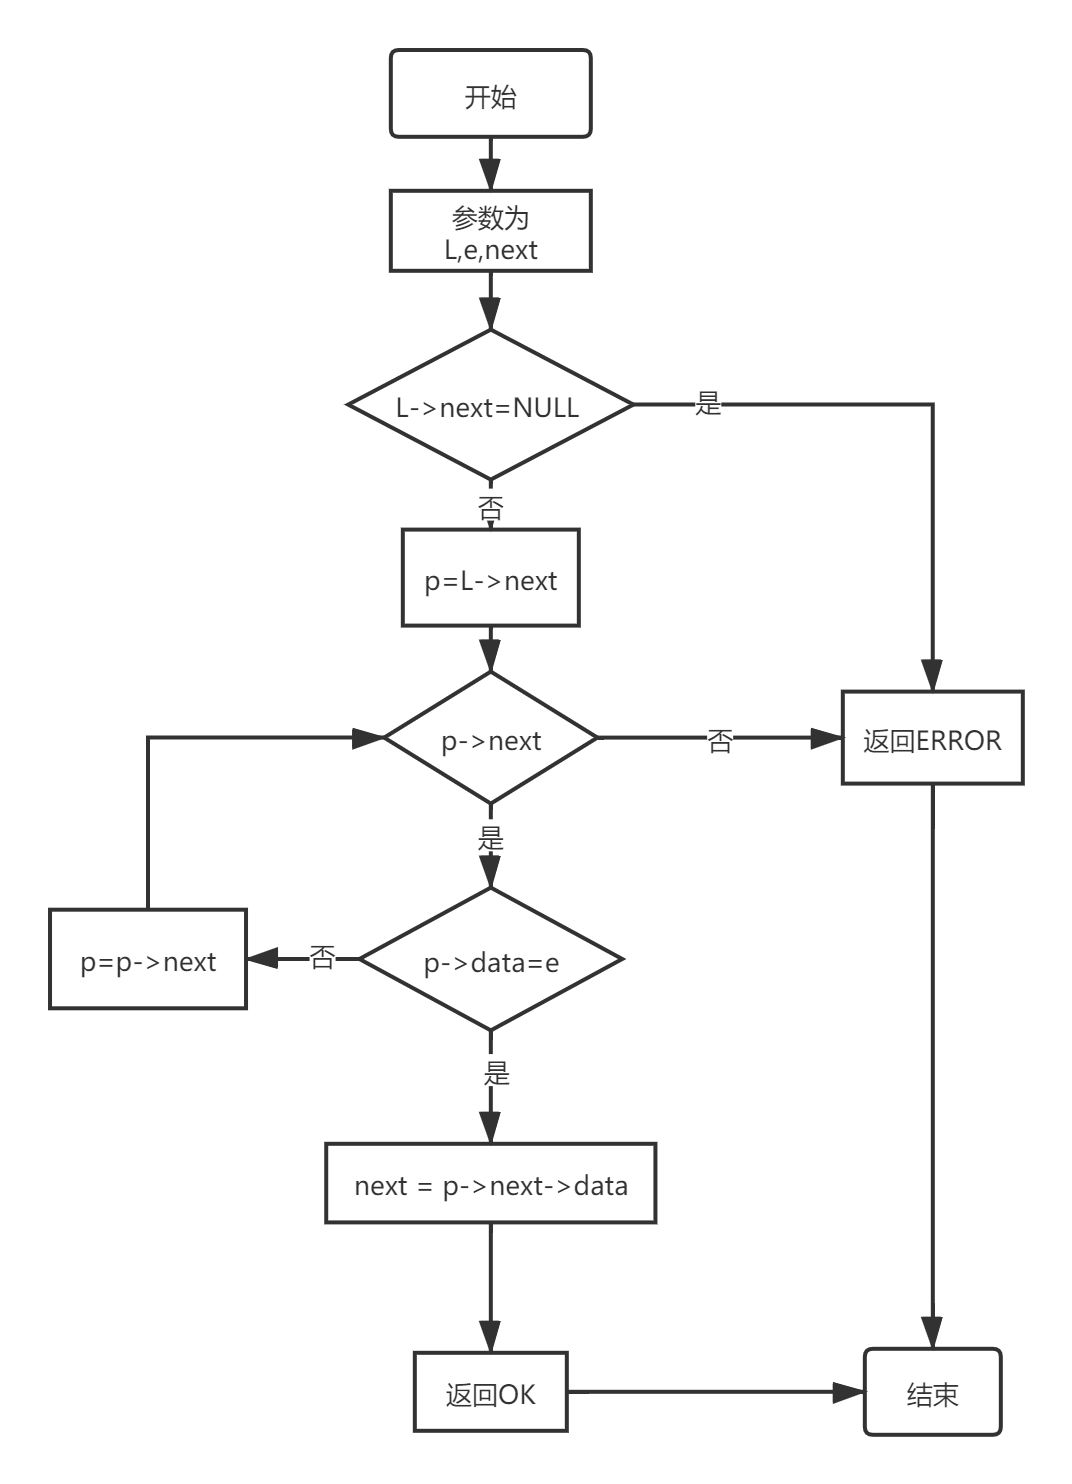 开始
参数为
L,e,next
L->next=NULL
是
否
p=L->next
p->next
否
返回ERROR
是
p=p->next
否
p->data=e
是
next = p->next->data
返回OK
结束